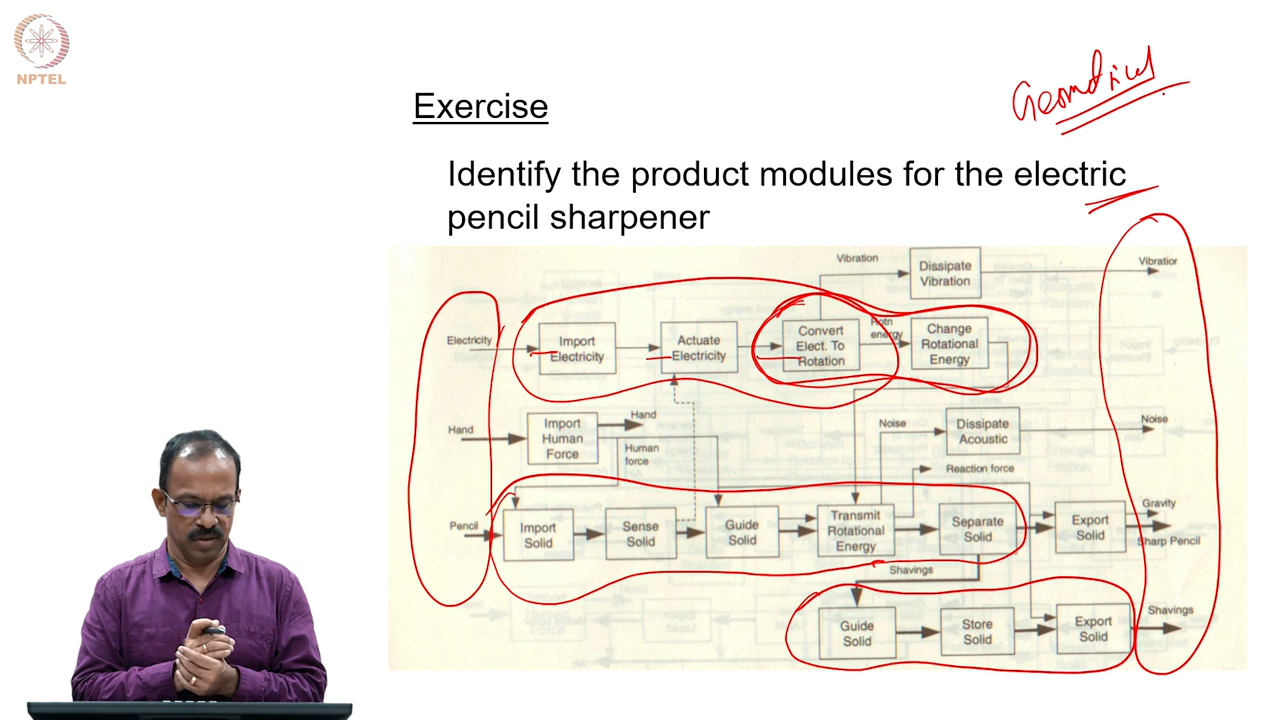 NPTEL
Geometrical
Exercise
Identify the product modules for the electric
pencil sharpener
Vibration
Dissipate
Vibration
Vibration
Electricity
Import
Electricity
Actuate
Electricity
Convert
Elect. To
Rotation
Rotn
energy
Change
Rotational
Energy
Hand
Import
Human
Force
Hand
Human
force
Noise
Dissipate
Acoustic
Noise
Reaction force
Pencil
Import
Solid
Sense
Solid
Guide
Solid
Transmit
Rotational
Energy
Separate
Solid
Export
Solid
Gravity
Sharp Pencil
Shavings
Guide
Solid
Store
Solid
Export
Solid
Shavings